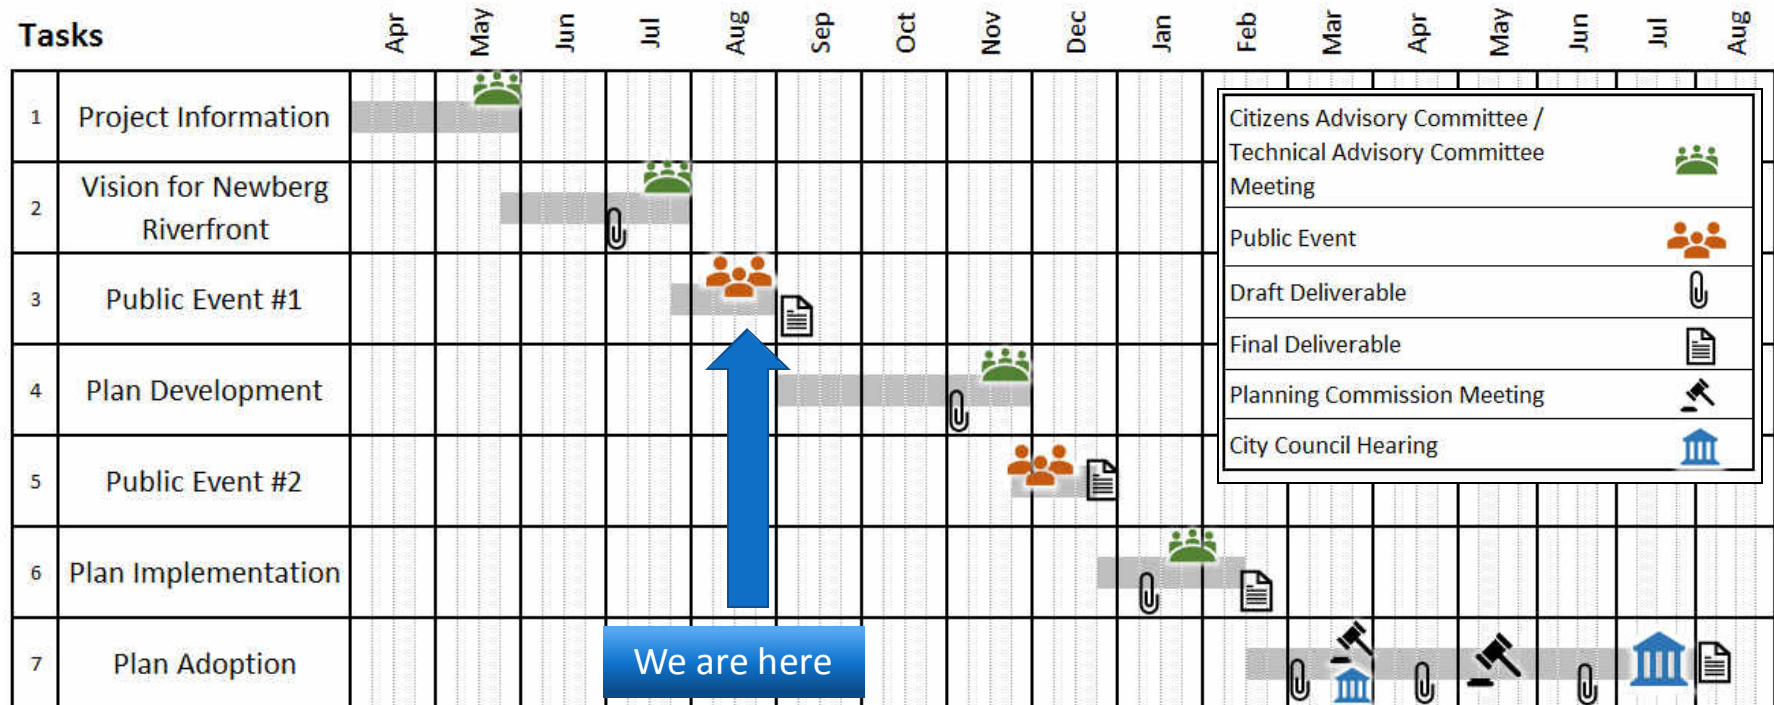 Tasks
Apr
May
Jun
Jul
Aug
Sep
Oct
Nov
Dec
Jan
Feb
Mar
Apr
May
Jun
Jul
Aug
1
Project Information
2
Vision for Newberg
Riverfront
3
Public Event #1
4
Plan Development
5
Public Event #2
6
Plan Implementation
7
Plan Adoption
Citizens Advisory Committee /
Technical Advisory Committee
Meeting
Public Event
Draft Deliverable
Final Deliverable
Planning Commission Meeting
City Council Hearing
We are here